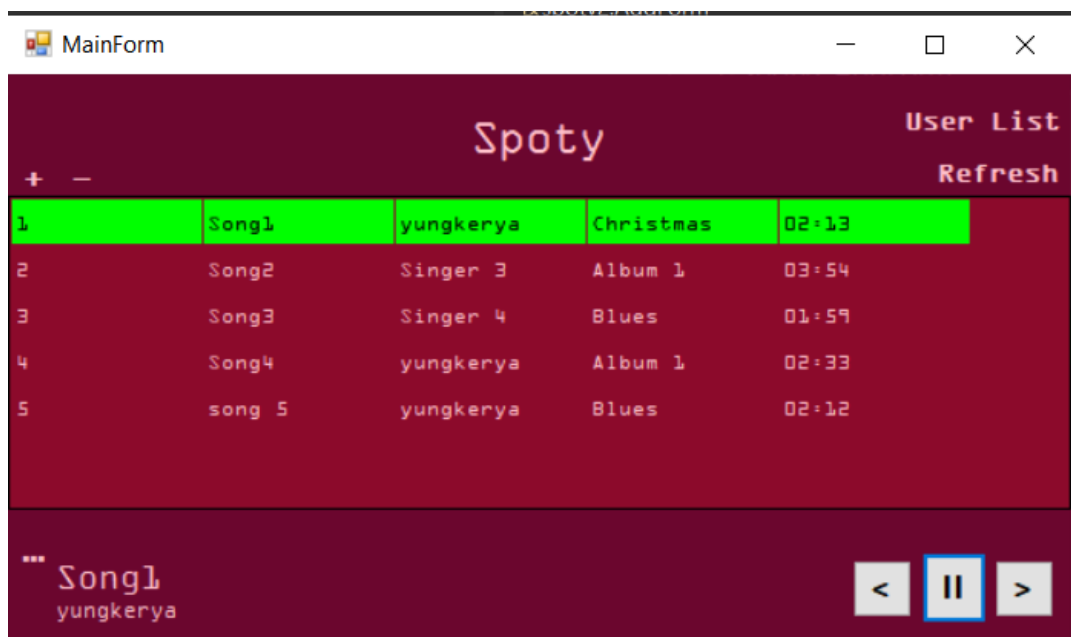 MainForm
Spoty
User List
+ − Refresh
1 Song1 yungkerya Christmas 02:13
2 Song2 Singer 3 Album 1 03:54
3 Song3 Singer 4 Blues 01:59
4 Song4 yungkerya Album 1 02:33
5 song 5 yungkerya Blues 02:12
...
Song1
yungkerya
< II >